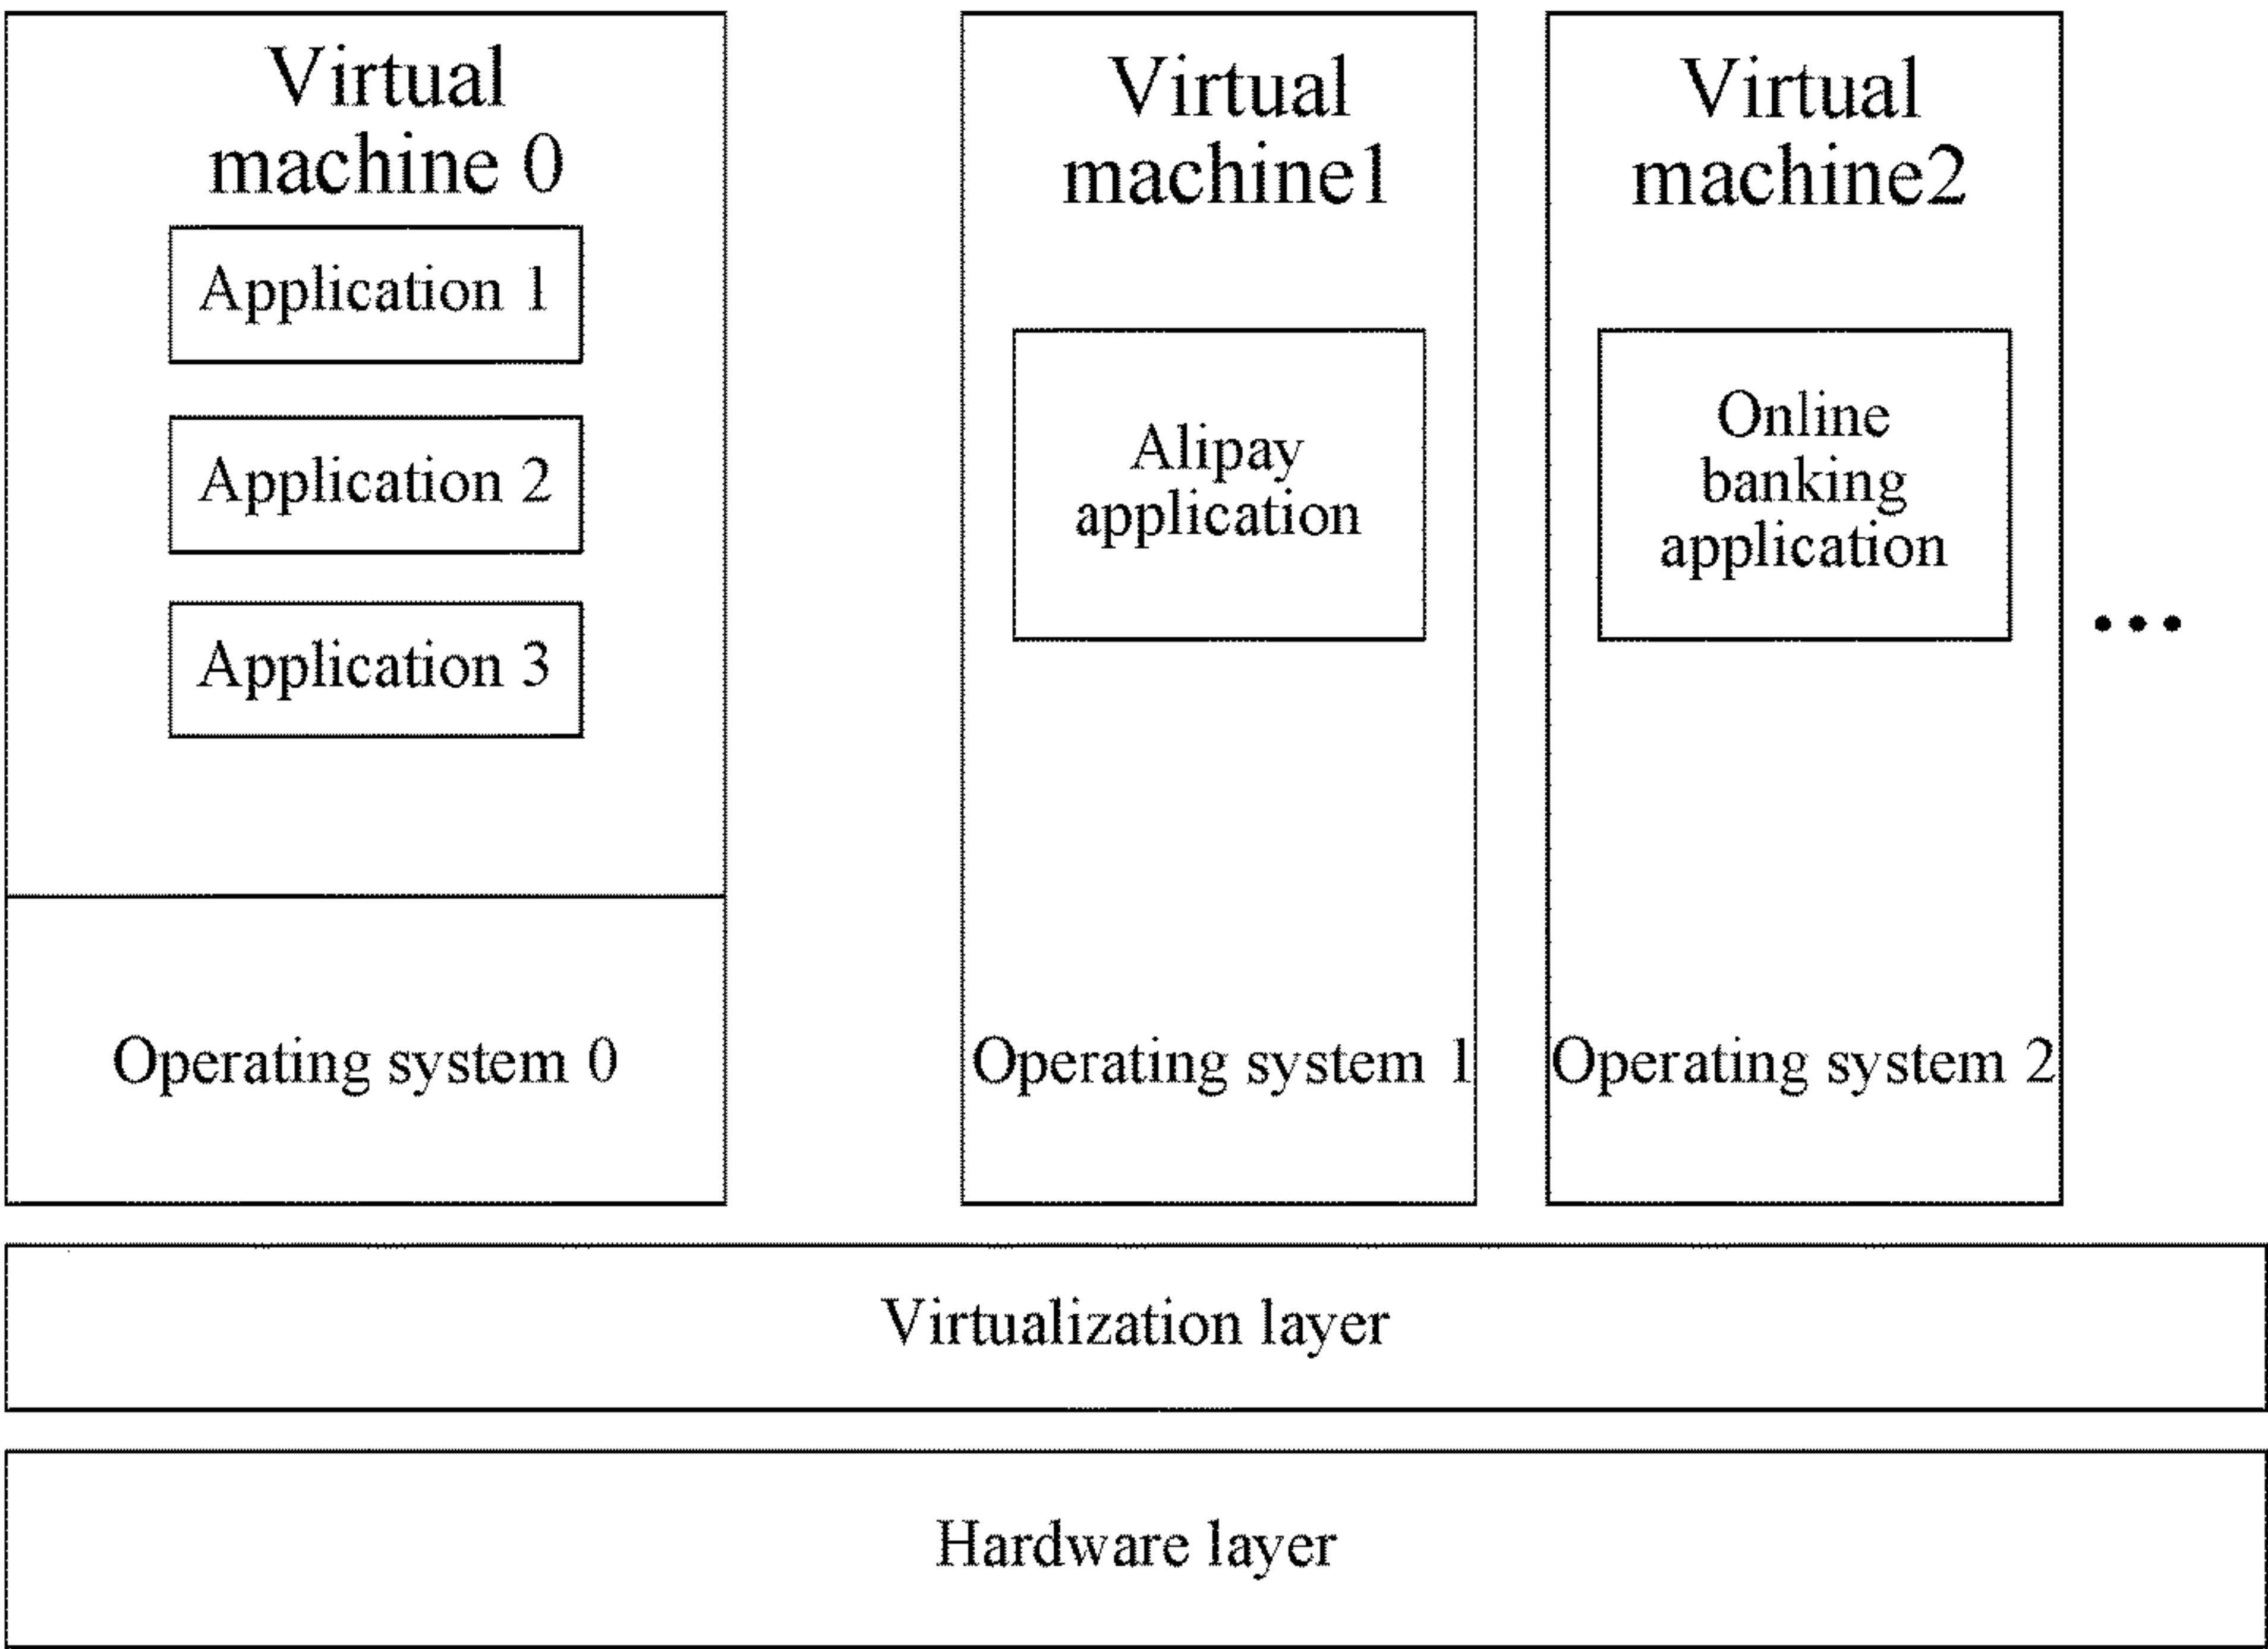 Virtual
machine 0
Application 1
Application 2
Application 3
Operating system 0
Virtual
machine1
Alipay
application
Operating system 1
Virtual
machine2
Online
banking
application
Operating system 2
...
Virtualization layer
Hardware layer